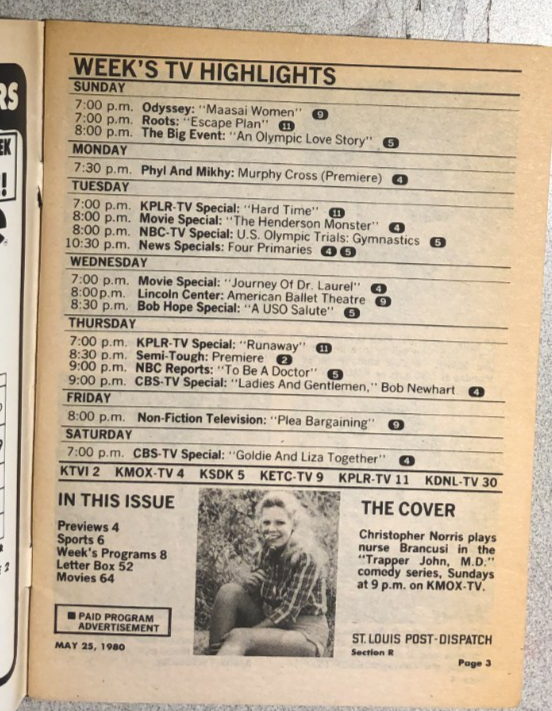 RS
EK
!
WEEK'S TV HIGHLIGHTS
SUNDAY
7:00 p.m. Odyssey: "Maasai Women" 9
7:00 p.m. Roots: "Escape Plan" 11
8:00 p.m. The Big Event: "An Olympic Love Story" 5
MONDAY
7:30 p.m. Phyl And Mikhy: Murphy Cross (Premiere) 4
TUESDAY
7:00 p.m. KPLR-TV Special: "Hard Time" 11
8:00 p.m. Movie Special: "The Henderson Monster" 4
8:00 p.m. NBC-TV Special: U.S. Olympic Trials: Gymnastics 5
10:30 p.m. News Specials: Four Primaries 4 5
WEDNESDAY
7:00 p.m. Movie Special: "Journey Of Dr. Laurel" 4
8:00p.m. Lincoln Center: American Ballet Theatre 9
8:30 p.m. Bob Hope Special: "A USO Salute" 5
THURSDAY
7:00 p.m. KPLR-TV Special: "Runaway" 11
8:30 p.m. Semi-Tough: Premiere 2
9:00 p.m. NBC Reports: "To Be A Doctor" 5
9:00 p.m. CBS-TV Special: "Ladies And Gentlemen," Bob Newhart 4
FRIDAY
8:00 p.m. Non-Fiction Television: "Plea Bargaining" 9
SATURDAY
7:00 p.m. CBS-TV Special: "Goldie And Liza Together" 4
KTVI 2 KMOX-TV 4 KSDK 5 KETC-TV 9 KPLR-TV 11 KDNL-TV 30
IN THIS ISSUE
Previews 4
Sports 6
Week's Programs 8
Letter Box 52
Movies 64
PAID PROGRAM
ADVERTISEMENT
MAY 25, 1980
THE COVER
Christopher Norris plays
nurse Brancusi in the
"Trapper John, M.D."
comedy series, Sundays
at 9 p.m. on KMOX-TV.
ST. LOUIS POST-DISPATCH
Section R
Page 3